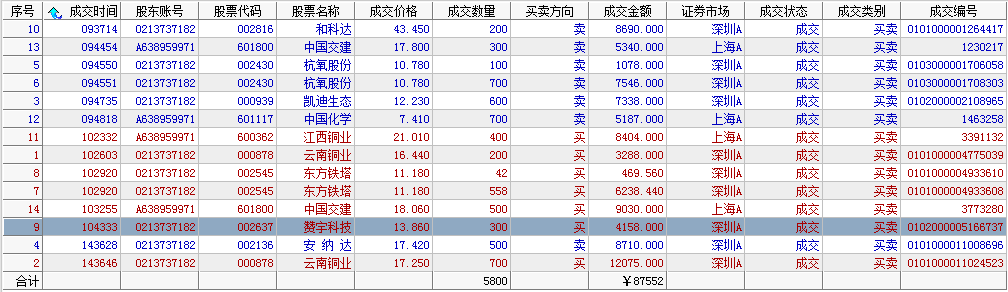 序号 成交时间 股东账号 股票代码 股票名称 成交价格 成交数量 买卖方向 成交金额 证券市场 成交状态 成交类别 成交编号
10 093714 0213737182 002816 和科达 43.450 200 卖 8690.000 深圳A 成交 买卖 0101000001264417
13 094454 A638959971 601800 中国交建 17.800 300 卖 5340.000 上海A 成交 买卖 1230217
5 094550 0213737182 002430 杭氧股份 10.780 100 卖 1078.000 深圳A 成交 买卖 0103000001706058
6 094551 0213737182 002430 杭氧股份 10.780 700 卖 7546.000 深圳A 成交 买卖 0103000001708303
3 094735 0213737182 000939 凯迪生态 12.230 600 卖 7338.000 深圳A 成交 买卖 0102000002108965
12 094818 A638959971 601117 中国化学 7.410 700 卖 5187.000 上海A 成交 买卖 1463258
11 102332 A638959971 600362 江西铜业 21.010 400 买 8404.000 上海A 成交 买卖 3391132
1 102603 0213737182 000878 云南铜业 16.440 200 买 3288.000 深圳A 成交 买卖 0101000004775039
8 102920 0213737182 002545 东方铁塔 11.180 42 买 469.560 深圳A 成交 买卖 0101000004933610
7 102920 0213737182 002545 东方铁塔 11.180 558 买 6238.440 深圳A 成交 买卖 0101000004933608
14 103255 A638959971 601800 中国交建 18.060 500 买 9030.000 上海A 成交 买卖 3773280
9 104333 0213737182 002637 赞宇科技 13.860 300 买 4158.000 深圳A 成交 买卖 0102000005166737
4 143628 0213737182 002136 安 纳 达 17.420 500 卖 8710.000 深圳A 成交 买卖 0101000011008696
2 143646 0213737182 000878 云南铜业 17.250 700 买 12075.000 深圳A 成交 买卖 0101000011024523
合计 5800 ￥87552